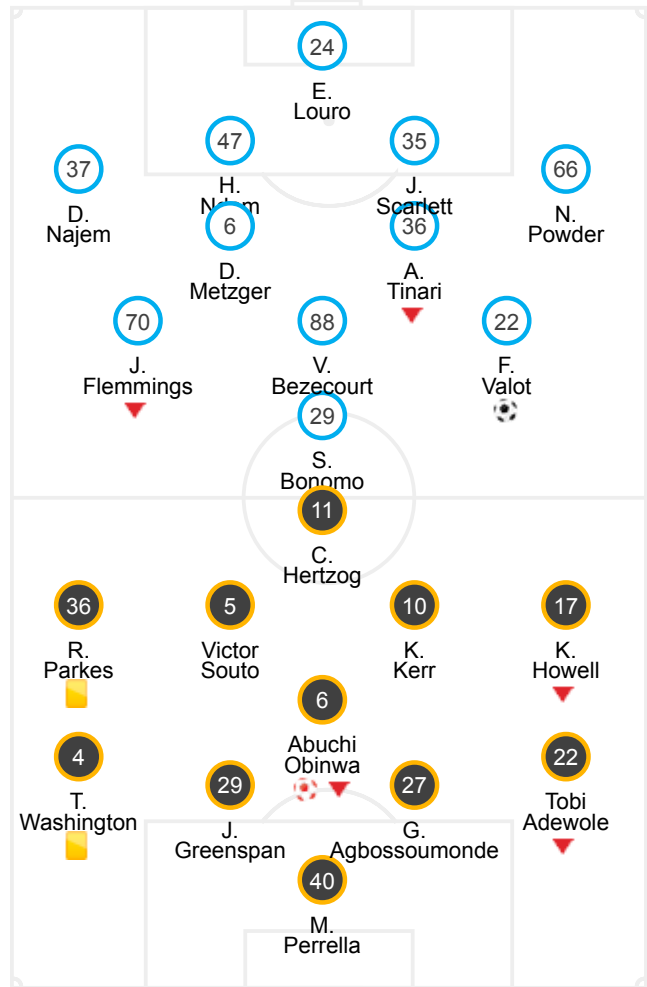 24
E.
Louro
47
35
H.
J.
Scarlett
37
66
D.
Najem
N.
Powder
6
36
D.
Metzger
A.
Tinari
70
88
22
J.
Flemmings
V.
Bezecourt
F.
Valot
29
S.
Bonomo
11
C.
Hertzog
36
5
10
17
R.
Parkes
Victor
Souto
K.
Kerr
K.
Howell
6
Abuchi
Obinwa
4
22
T.
Washington
Tobi
Adewole
29
27
J.
Greenspan
G.
Agbossoumonde
40
M.
Perrella